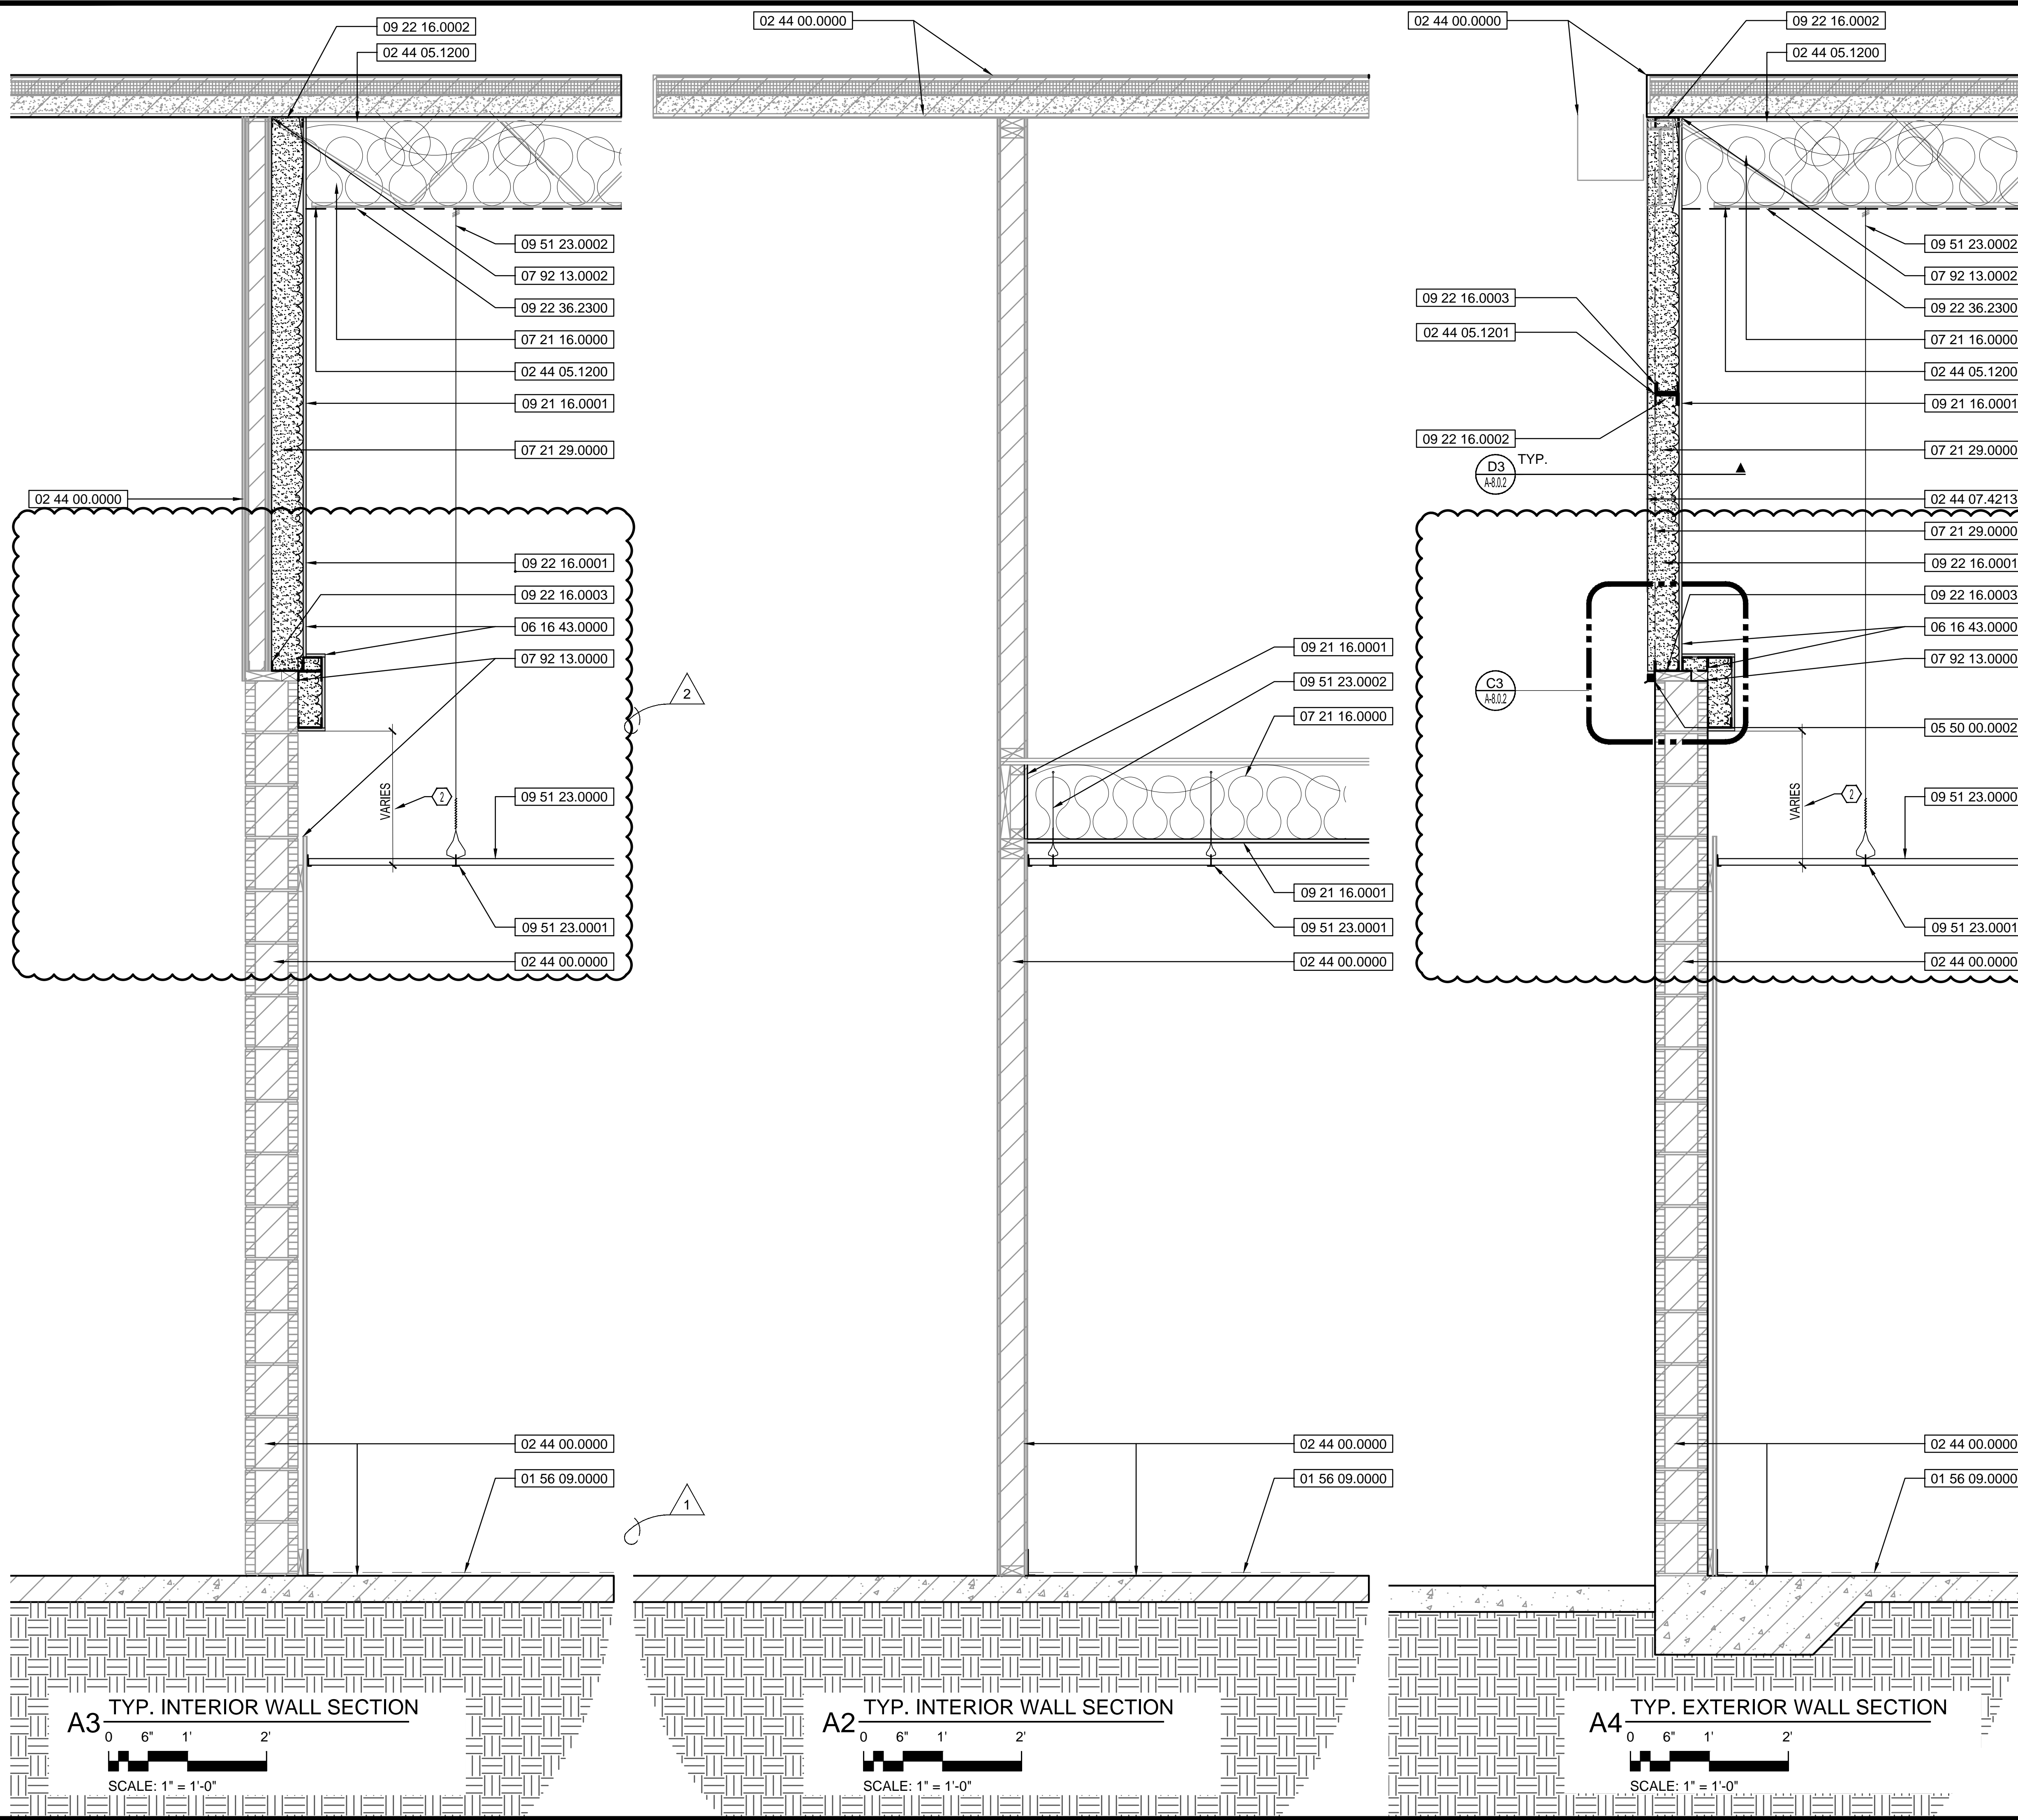 09 22 16.0002
02 44 05.1200
09 51 23.0002
07 92 13.0002
09 22 36.2300
07 21 16.0000
02 44 05.1200
09 21 16.0001
07 21 29.0000
02 44 00.0000
09 22 16.0001
09 22 16.0003
06 16 43.0000
07 92 13.0000
2
VARIES
2
09 51 23.0000
09 51 23.0001
02 44 00.0000
02 44 00.0000
01 56 09.0000
1
A3
TYP. INTERIOR WALL SECTION
0 6" 1' 2'
SCALE: 1" = 1'-0"
02 44 00.0000
09 21 16.0001
09 51 23.0002
07 21 16.0000
09 21 16.0001
09 51 23.0001
02 44 00.0000
02 44 00.0000
01 56 09.0000
A2
TYP. INTERIOR WALL SECTION
0 6" 1' 2'
SCALE: 1" = 1'-0"
02 44 00.0000
09 22 16.0002
02 44 05.1200
09 51 23.0002
07 92 13.0002
09 22 16.0003
09 22 36.2300
02 44 05.1201
07 21 16.0000
02 44 05.1200
09 21 16.0001
09 22 16.0002
07 21 29.0000
D3
A-8.0.2
TYP.
02 44 07.4213
07 21 29.0000
09 22 16.0001
09 22 16.0003
06 16 43.0000
07 92 13.0000
C3
A-8.0.2
05 50 00.0002
VARIES
2
09 51 23.0000
09 51 23.0001
02 44 00.0000
02 44 00.0000
01 56 09.0000
A4
TYP. EXTERIOR WALL SECTION
0 6" 1' 2'
SCALE: 1" = 1'-0"